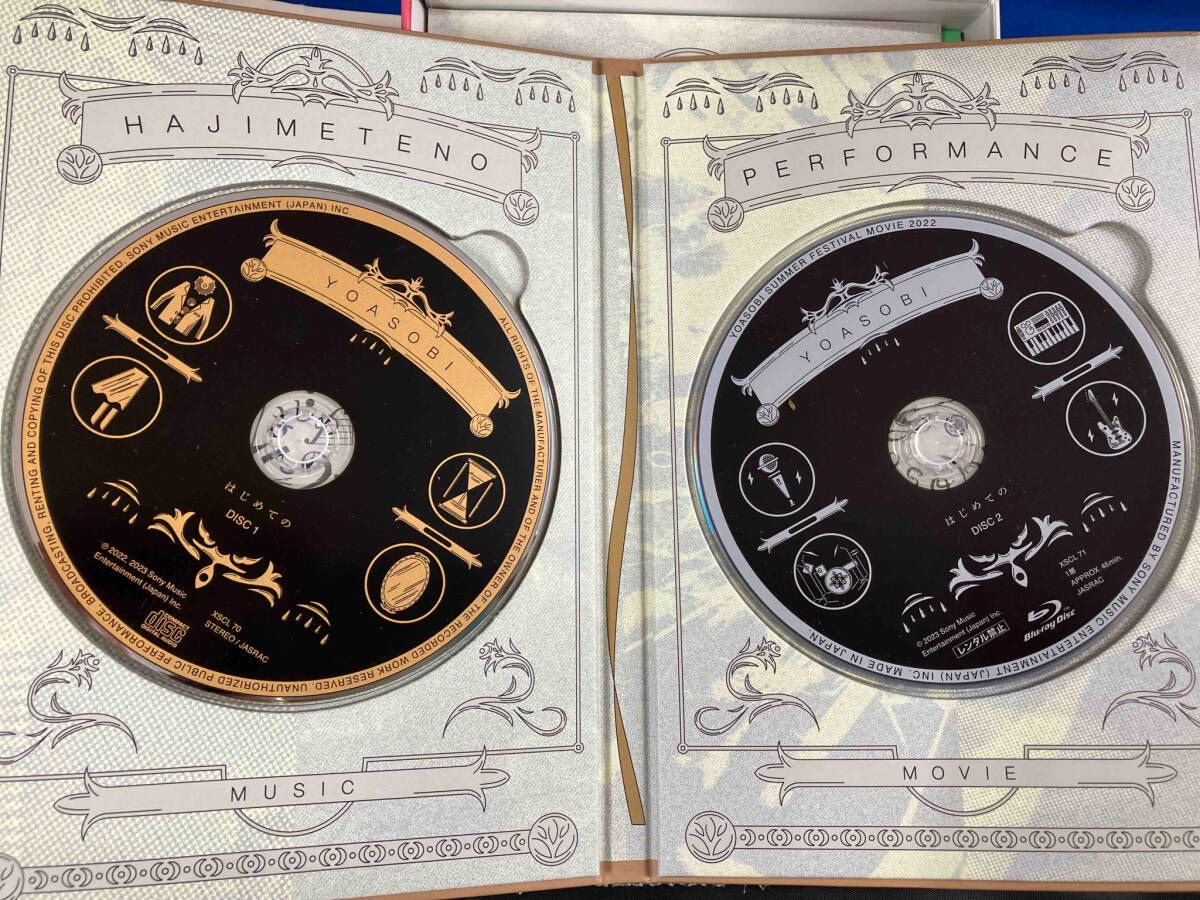 HAJIMETENO
ALL RIGHTS OF THE MANUFACTURER AND OF THE OWNER OF THE RECORDED WORK RESERVED. UNAUTHORIZED PUBLIC PERFORMANCE, BROADCASTING, RENTING AND COPYING OF THIS DISC PROHIBITED. SONY MUSIC ENTERTAINMENT (JAPAN) INC.
YOASOBI
はじめての
DISC 1
℗ 2022, 2023 Sony Music
Entertainment (Japan) Inc.
COMPACT
disc
DIGITAL AUDIO
XSCL 70
STEREO / JASRAC
MUSIC
PERFORMANCE
YOASOBI SUMMER FESTIVAL MOVIE 2022
YOASOBI
はじめての
DISC 2
℗ 2023 Sony Music
Entertainment (Japan) Inc.
レンタル禁止
XSCL 71
1層
APPROX. 46min.
JASRAC
Blu-ray Disc
TM
MANUFACTURED BY SONY MUSIC ENTERTAINMENT (JAPAN) INC. MADE IN JAPAN.
MOVIE